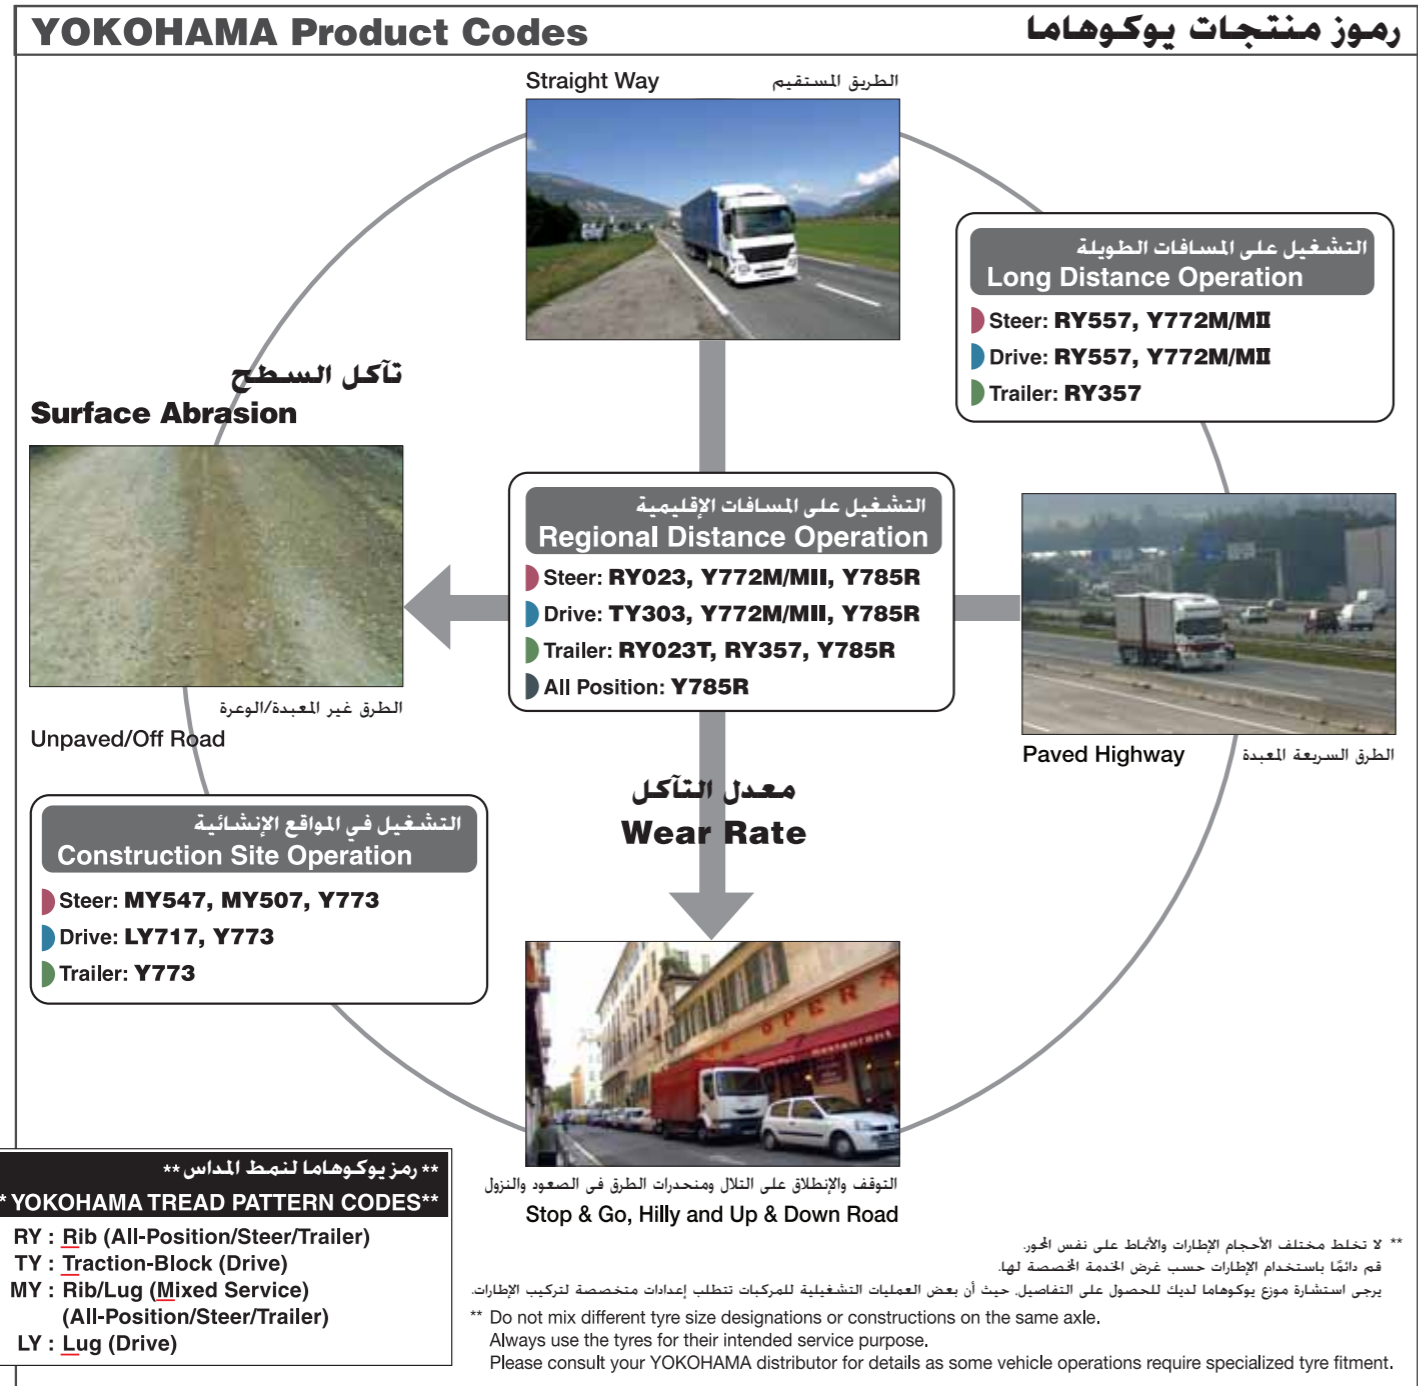 YOKOHAMA Product Codes
رموز منتجات يوكوهاما
Straight Way
الطريق المستقيم
التشغيل على المسافات الطويلة
Long Distance Operation
Steer: RY557, Y772M/MII
Drive: RY557, Y772M/MII
Trailer: RY357
تآكل السطح
Surface Abrasion
التشغيل على المسافات الإقليمية
Regional Distance Operation
Steer: RY023, Y772M/MII, Y785R
Drive: TY303, Y772M/MII, Y785R
Trailer: RY023T, RY357, Y785R
All Position: Y785R
الطرق غير المعبدة/الوعرة
Unpaved/Off Road
Paved Highway
الطرق السريعة المعبدة
معدل التآكل
Wear Rate
التشغيل في المواقع الإنشائية
Construction Site Operation
Steer: MY547, MY507, Y773
Drive: LY717, Y773
Trailer: Y773
OPERA
restaurant
التوقف والإنطلاق على التلال ومنحدرات الطرق فى الصعود والنزول
Stop & Go, Hilly and Up & Down Road
** رمز يوكوهاما لنمط المداس **
* YOKOHAMA TREAD PATTERN CODES**
RY : Rib (All-Position/Steer/Trailer)
TY : Traction-Block (Drive)
MY : Rib/Lug (Mixed Service)
(All-Position/Steer/Trailer)
LY : Lug (Drive)
** لا تخلط مختلف الأحجام الإطارات والأنماط على نفس المحور.
قم دائمًا باستخدام الإطارات حسب غرض الخدمة المخصصة لها.
يرجى استشارة موزع يوكوهاما لديك للحصول على التفاصيل, حيث أن بعض العمليات التشغيلية للمركبات تتطلب إعدادات متخصصة لتركيب الإطارات.
** Do not mix different tyre size designations or constructions on the same axle.
Always use the tyres for their intended service purpose.
Please consult your YOKOHAMA distributor for details as some vehicle operations require specialized tyre fitment.